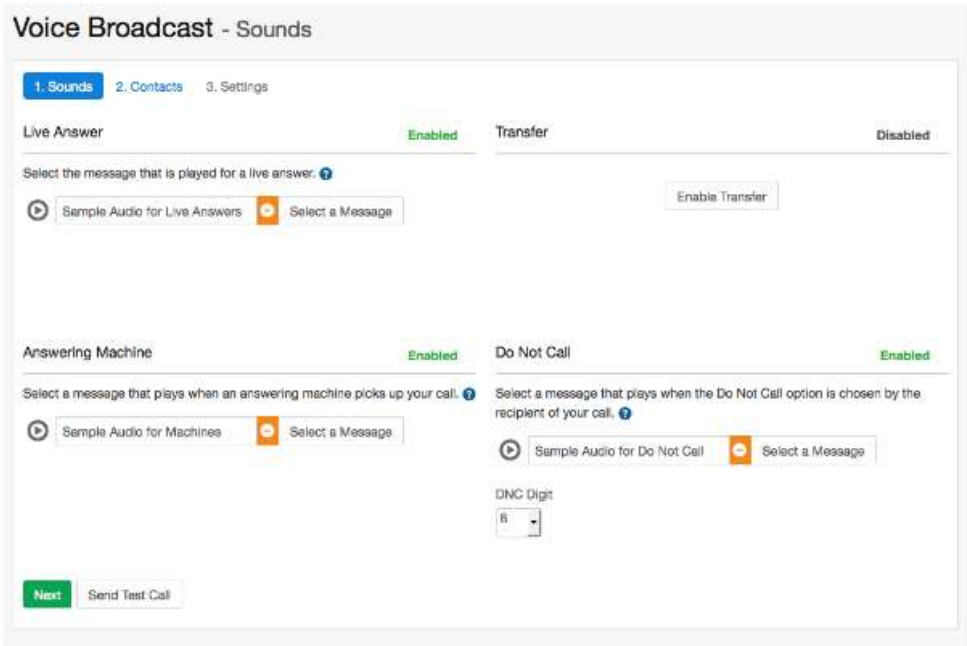 Voice Broadcast - Sounds
1. Sounds 2. Contacts 3. Settings
Live Answer Enabled
Select the message that is played for a live answer.
Sample Audio for Live Answers Select a Message
Transfer Disabled
Enable Transfer
Answering Machine Enabled
Select a message that plays when an answering machine picks up your call.
Sample Audio for Machines Select a Message
Do Not Call Enabled
Select a message that plays when the Do Not Call option is chosen by the
recipient of your call.
Sample Audio for Do Not Call Select a Message
DNC Digit
Next Send Test Call